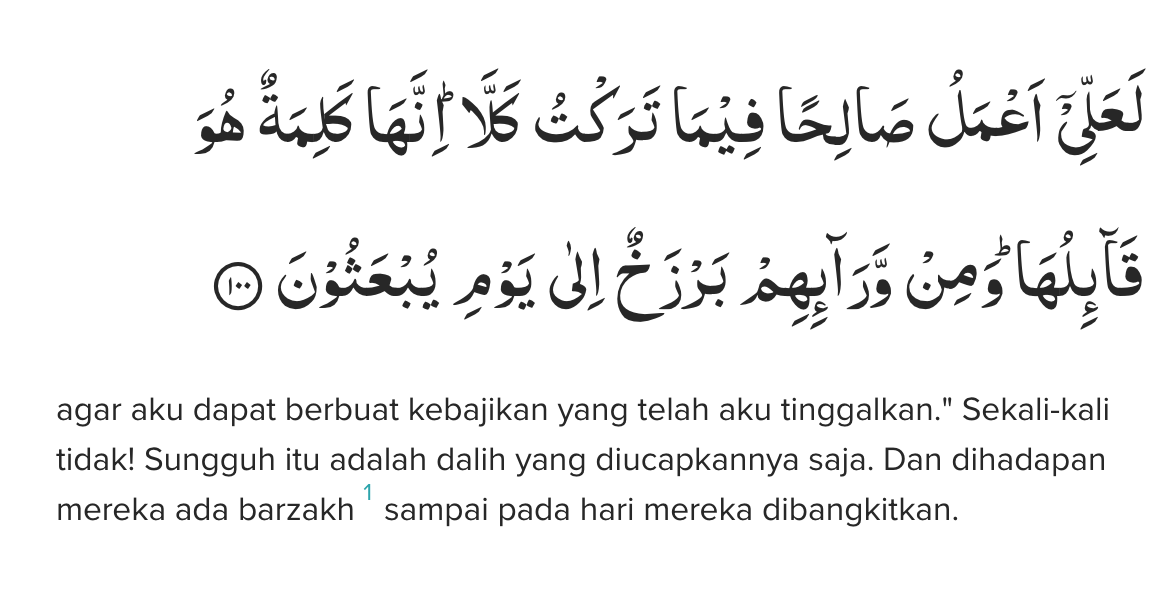 لَعَلِّيْٓ اَعْمَلُ صَالِحًا فِيْمَا تَرَكْتُ كَلَّاۗ اِنَّهَا كَلِمَةٌ هُوَ
قَاۤىِٕلُهَاۗ وَمِنْ وَّرَاۤىِٕهِمْ بَرْزَخٌ اِلٰى يَوْمِ يُبْعَثُوْنَ ١٠٠
agar aku dapat berbuat kebajikan yang telah aku tinggalkan." Sekali-kali
tidak! Sungguh itu adalah dalih yang diucapkannya saja. Dan dihadapan
mereka ada barzakh 1 sampai pada hari mereka dibangkitkan.